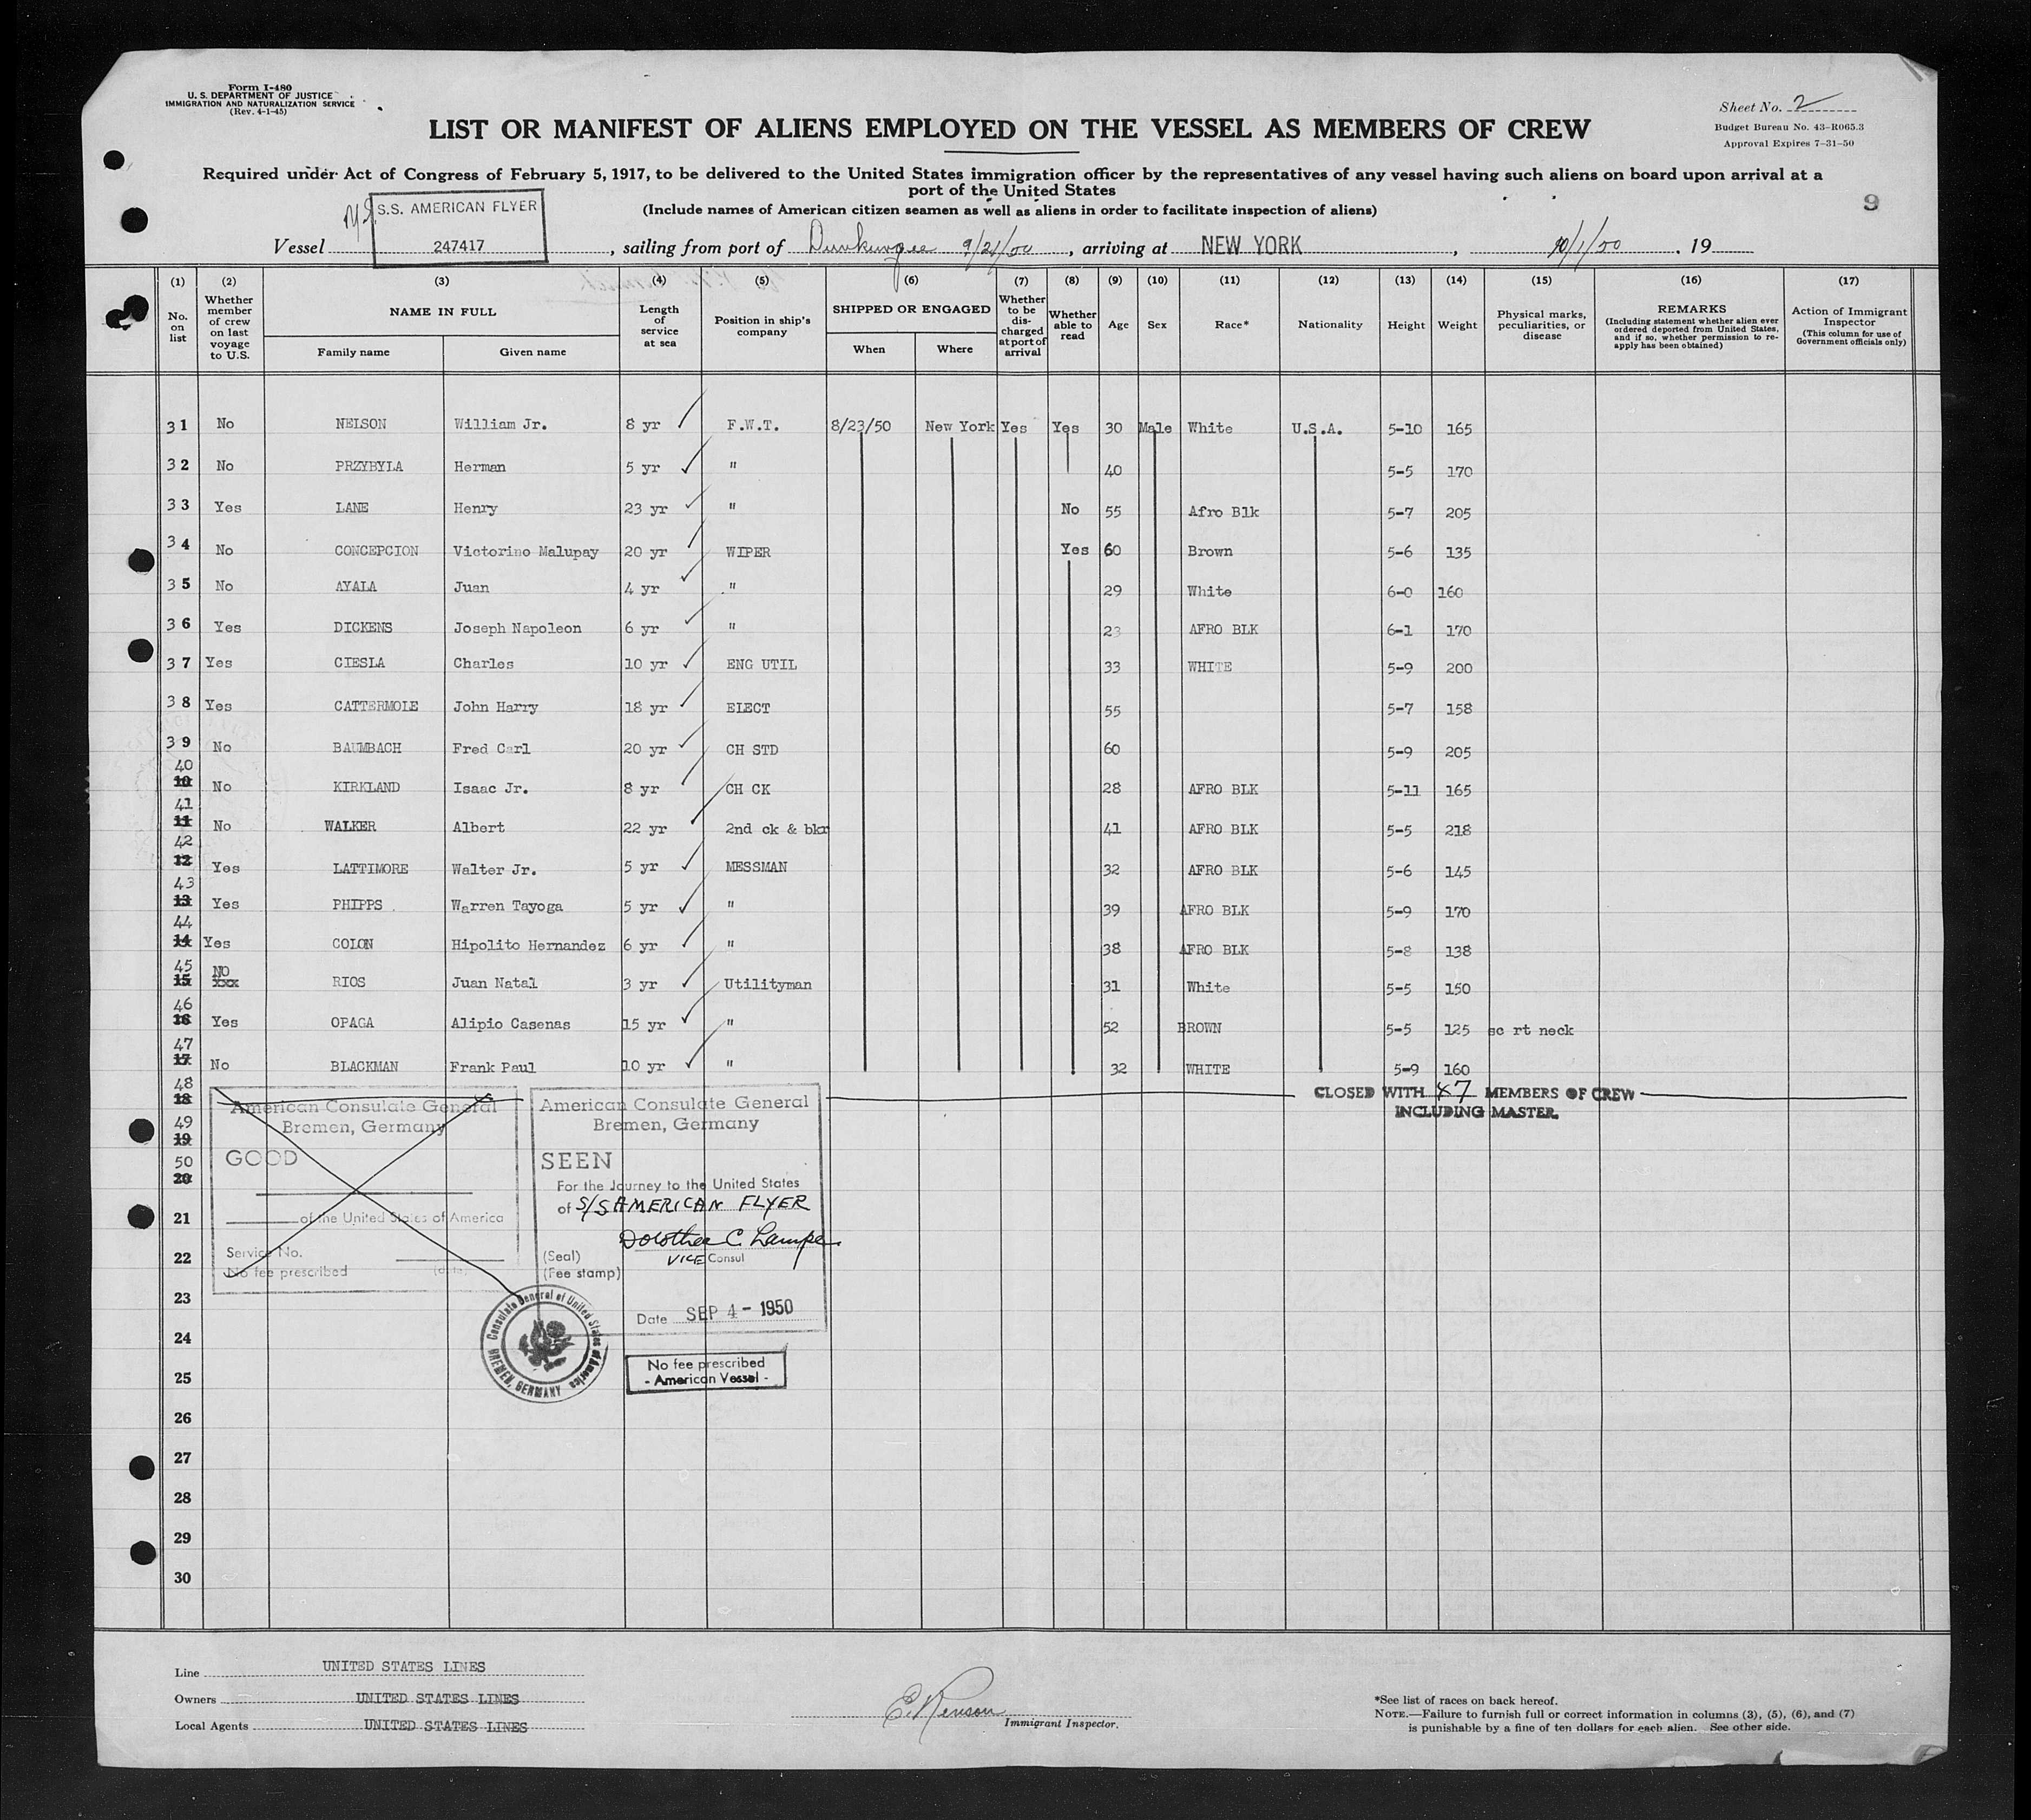 Form I-480
U. S. DEPARTMENT OF JUSTICE
IMMIGRATION AND NATURALIZATION SERVICE
(Rev. 4-1-45)
Sheet No. 2
Budget Bureau No. 43-R065.3
Approval Expires 7-31-50
LIST OR MANIFEST OF ALIENS EMPLOYED ON THE VESSEL AS MEMBERS OF CREW
Required under Act of Congress of February 5, 1917, to be delivered to the United States immigration officer by the representatives of any vessel having such aliens on board upon arrival at a
port of the United States
(Include names of American citizen seamen as well as aliens in order to facilitate inspection of aliens)
9
S.S. AMERICAN FLYER
Vessel 247417, sailing from port of 9/21/50, arriving at NEW YORK, 10/1/50. 19
(1) (2) (3) (4) (5) (6) (7) (8) (9) (10) (11) (12) (13) (14) (15) (16) (17)
No. on list
Whether member of crew on last voyage to U.S.
NAME IN FULL
Family name Given name
Length of service at sea
Position in ship's company
SHIPPED OR ENGAGED
When Where
Whether to be discharged at port of arrival
Whether able to read
Age Sex Race* Nationality Height Weight
Physical marks, peculiarities, or disease
REMARKS
(Including statement whether alien ever ordered deported from United States, and if so, whether permission to re-apply has been obtained)
Action of Immigrant Inspector
(This column for use of Government officials only)
31 No NELSON William Jr. 8 yr F.W.T. 8/23/50 New York Yes Yes 30 Male White U.S.A. 5-10 165
32 No PRZYBYLA Herman 5 yr " 40 5-5 170
33 Yes LANE Henry 23 yr " No 55 Afro Blk 5-7 205
34 No CONCEPCION Victorino Malupay 20 yr WIPER Yes 60 Brown 5-6 135
35 No AYALA Juan 4 yr " 29 White 6-0 160
36 Yes DICKENS Joseph Napoleon 6 yr " 23 AFRO BLK 6-1 170
37 Yes CIESLA Charles 10 yr ENG UTIL 33 WHITE 5-9 200
38 Yes CATTERMOLE John Harry 18 yr ELECT 55 5-7 158
39 No BAUMBACH Fred Carl 20 yr CH STD 60 5-9 205
40 10 No KIRKLAND Isaac Jr. 8 yr CH CK 28 AFRO BLK 5-11 165
41 11 No WALKER Albert 22 yr 2nd ck & bkr 41 AFRO BLK 5-5 218
42 12 Yes LATTIMORE Walter Jr. 5 yr MESSMAN 32 AFRO BLK 5-6 145
43 13 Yes PHIPPS Warren Tayoga 5 yr " 39 AFRO BLK 5-9 170
44 14 Yes COLON Hipolito Hernandez 6 yr " 38 AFRO BLK 5-8 138
45 15 NO xxx RIOS Juan Natal 3 yr Utilityman 31 White 5-5 150
46 16 Yes OPAGA Alipio Casenas 15 yr " 52 BROWN 5-5 125 sc rt neck
47 17 No BLACKMAN Frank Paul 10 yr " 32 WHITE 5-9 160
48 18
CLOSED WITH 47 MEMBERS OF CREW
INCLUDING MASTER.
49 19
50 20
21
22
23
24
25
26
27
28
29
30
American Consulate General
Bremen, Germany
GOOD
of the United States of America
Service No.
No fee prescribed (date)
American Consulate General
Bremen, Germany
SEEN
For the Journey to the United States
of S/S AMERICAN FLYER
Dorothea C. Lampe
VICE Consul
(Seal)
(Fee stamp)
Date SEP 4 - 1950
Consulate General of United States of America
BREMEN, GERMANY
No fee prescribed
- American Vessel -
Line UNITED STATES LINES
Owners UNITED STATES LINES
Local Agents UNITED STATES LINES
Immigrant Inspector.
*See list of races on back hereof.
NOTE.—Failure to furnish full or correct information in columns (3), (5), (6), and (7)
is punishable by a fine of ten dollars for each alien. See other side.